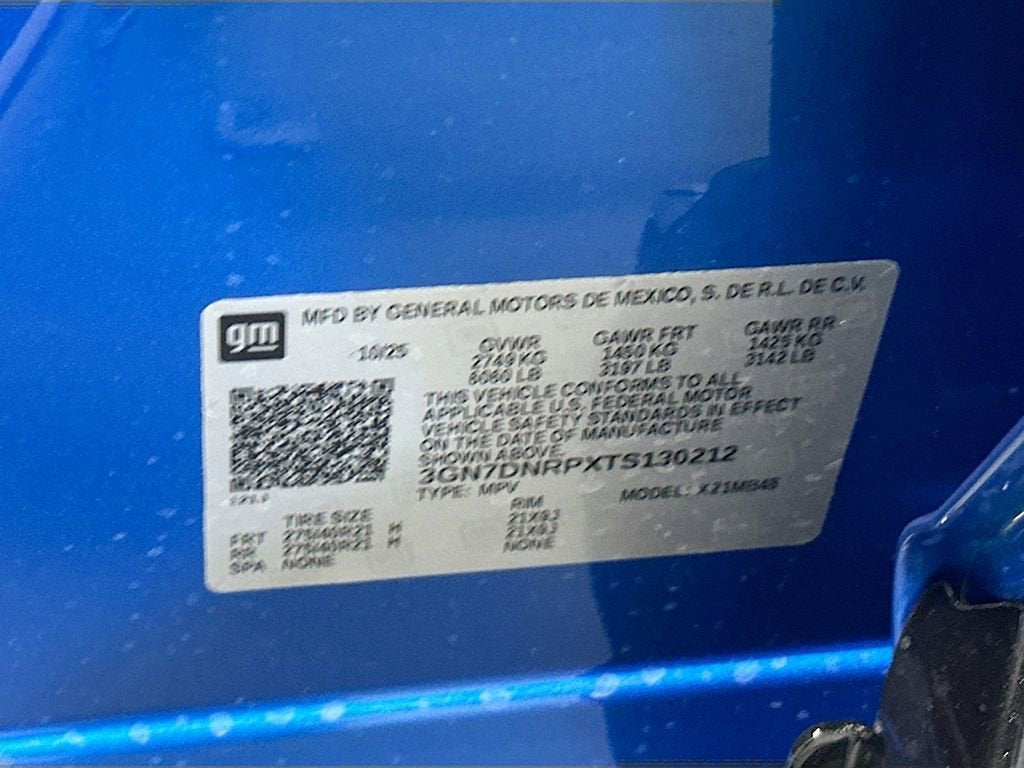 gm
MFD BY GENERAL MOTORS DE MEXICO, S. DE R.L. DE C.V.
10/25 GVWR GAWR FRT GAWR RR
2749 KG 1450 KG 1425 KG
6060 LB 3197 LB 3142 LB
THIS VEHICLE CONFORMS TO ALL
APPLICABLE U.S. FEDERAL MOTOR
VEHICLE SAFETY STANDARDS IN EFFECT
ON THE DATE OF MANUFACTURE
SHOWN ABOVE.
3GN7DNRPXTS130212
TYPE: MPV MODEL: X21MB48
TIRE SIZE RIM
FRT 275/40R21 H 21X9J
RR 275/40R21 H 21X9J
SPA NONE NONE